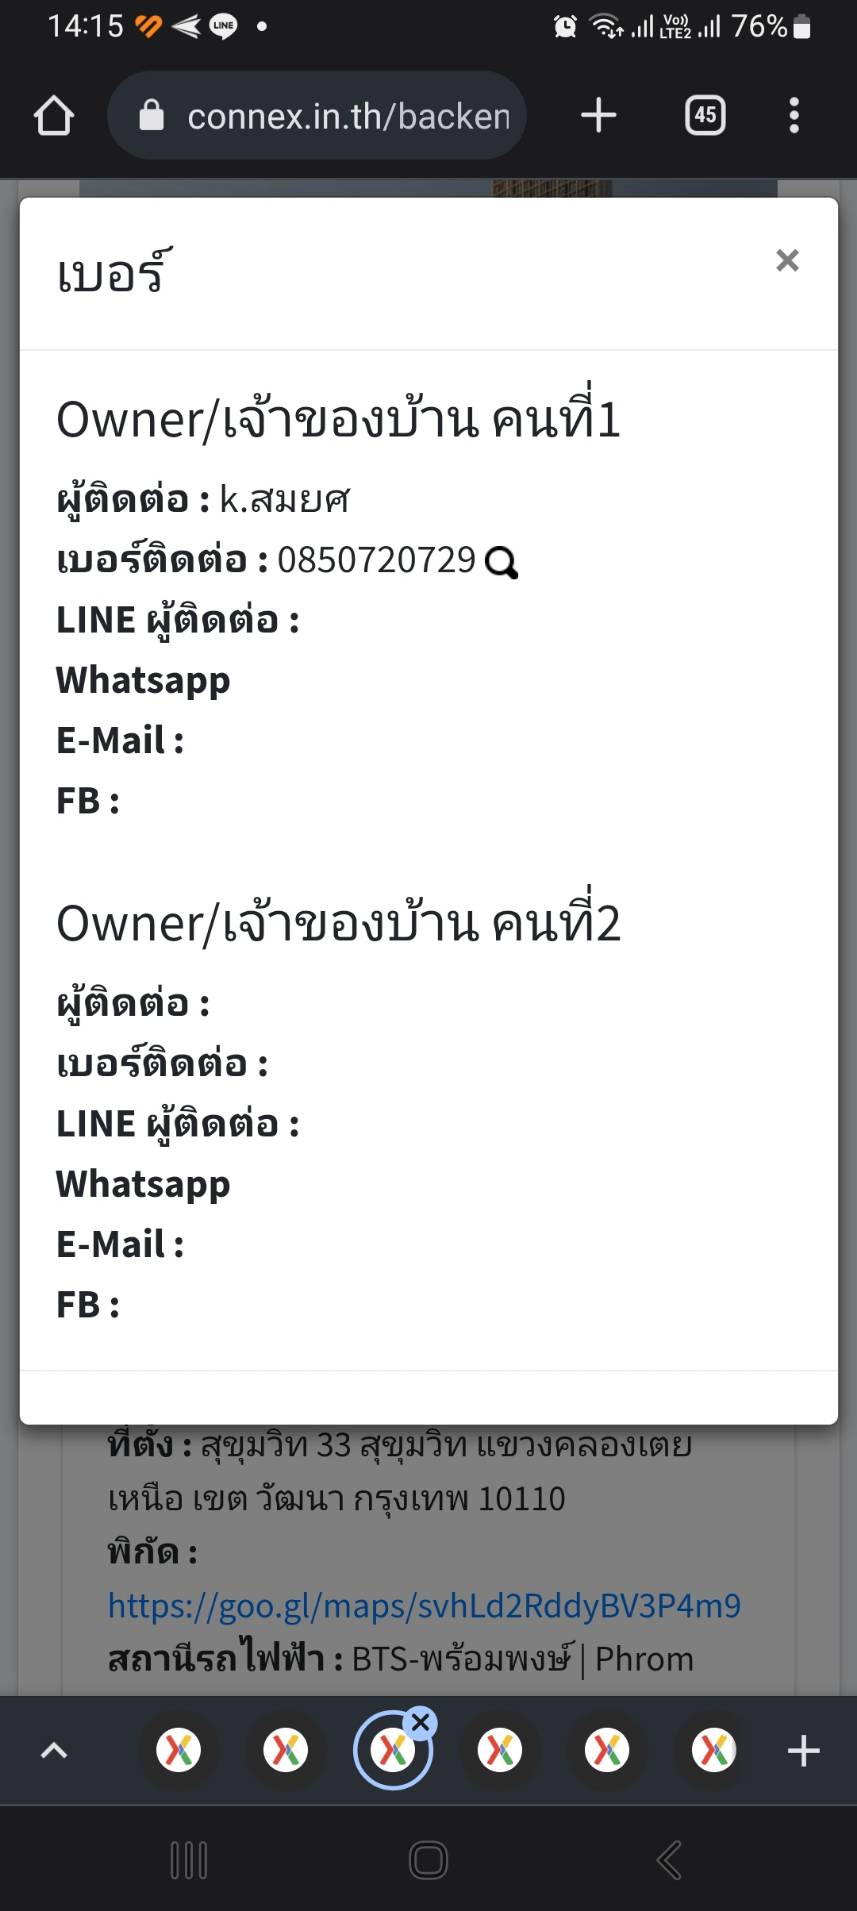 14:15
LINE
Vo))
LTE2
76%
connex.in.th/backen
45
เบอร์
×
Owner/เจ้าของบ้าน คนที่1
ผู้ติดต่อ : k.สมยศ
เบอร์ติดต่อ : 0850720729
LINE ผู้ติดต่อ :
Whatsapp
E-Mail :
FB :
Owner/เจ้าของบ้าน คนที่2
ผู้ติดต่อ :
เบอร์ติดต่อ :
LINE ผู้ติดต่อ :
Whatsapp
E-Mail :
FB :
ที่ตั้ง : สุขุมวิท 33 สุขุมวิท แขวงคลองเตย
เหนือ เขต วัฒนา กรุงเทพ 10110
พิกัด :
https://goo.gl/maps/svhLd2RddyBV3P4m9
สถานีรถไฟฟ้า : BTS-พร้อมพงษ์ | Phrom